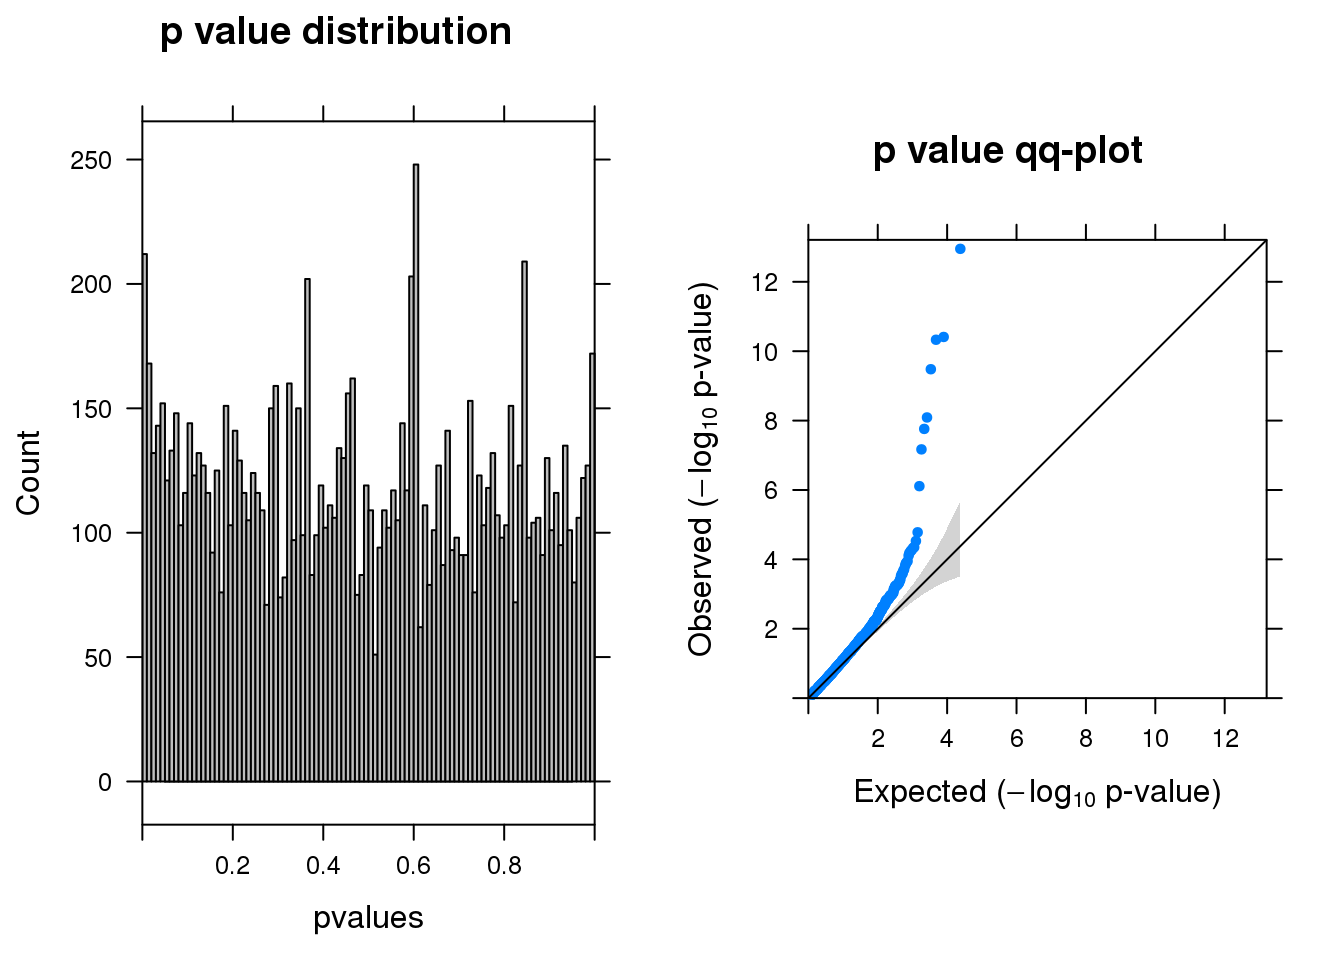 p value distribution
250
200
150
100
50
0
Count
0.2 0.4 0.6 0.8
pvalues
p value qq-plot
12
10
8
6
4
2
Observed (−log₁₀ p-value)
2 4 6 8 10 12
Expected (−log₁₀ p-value)